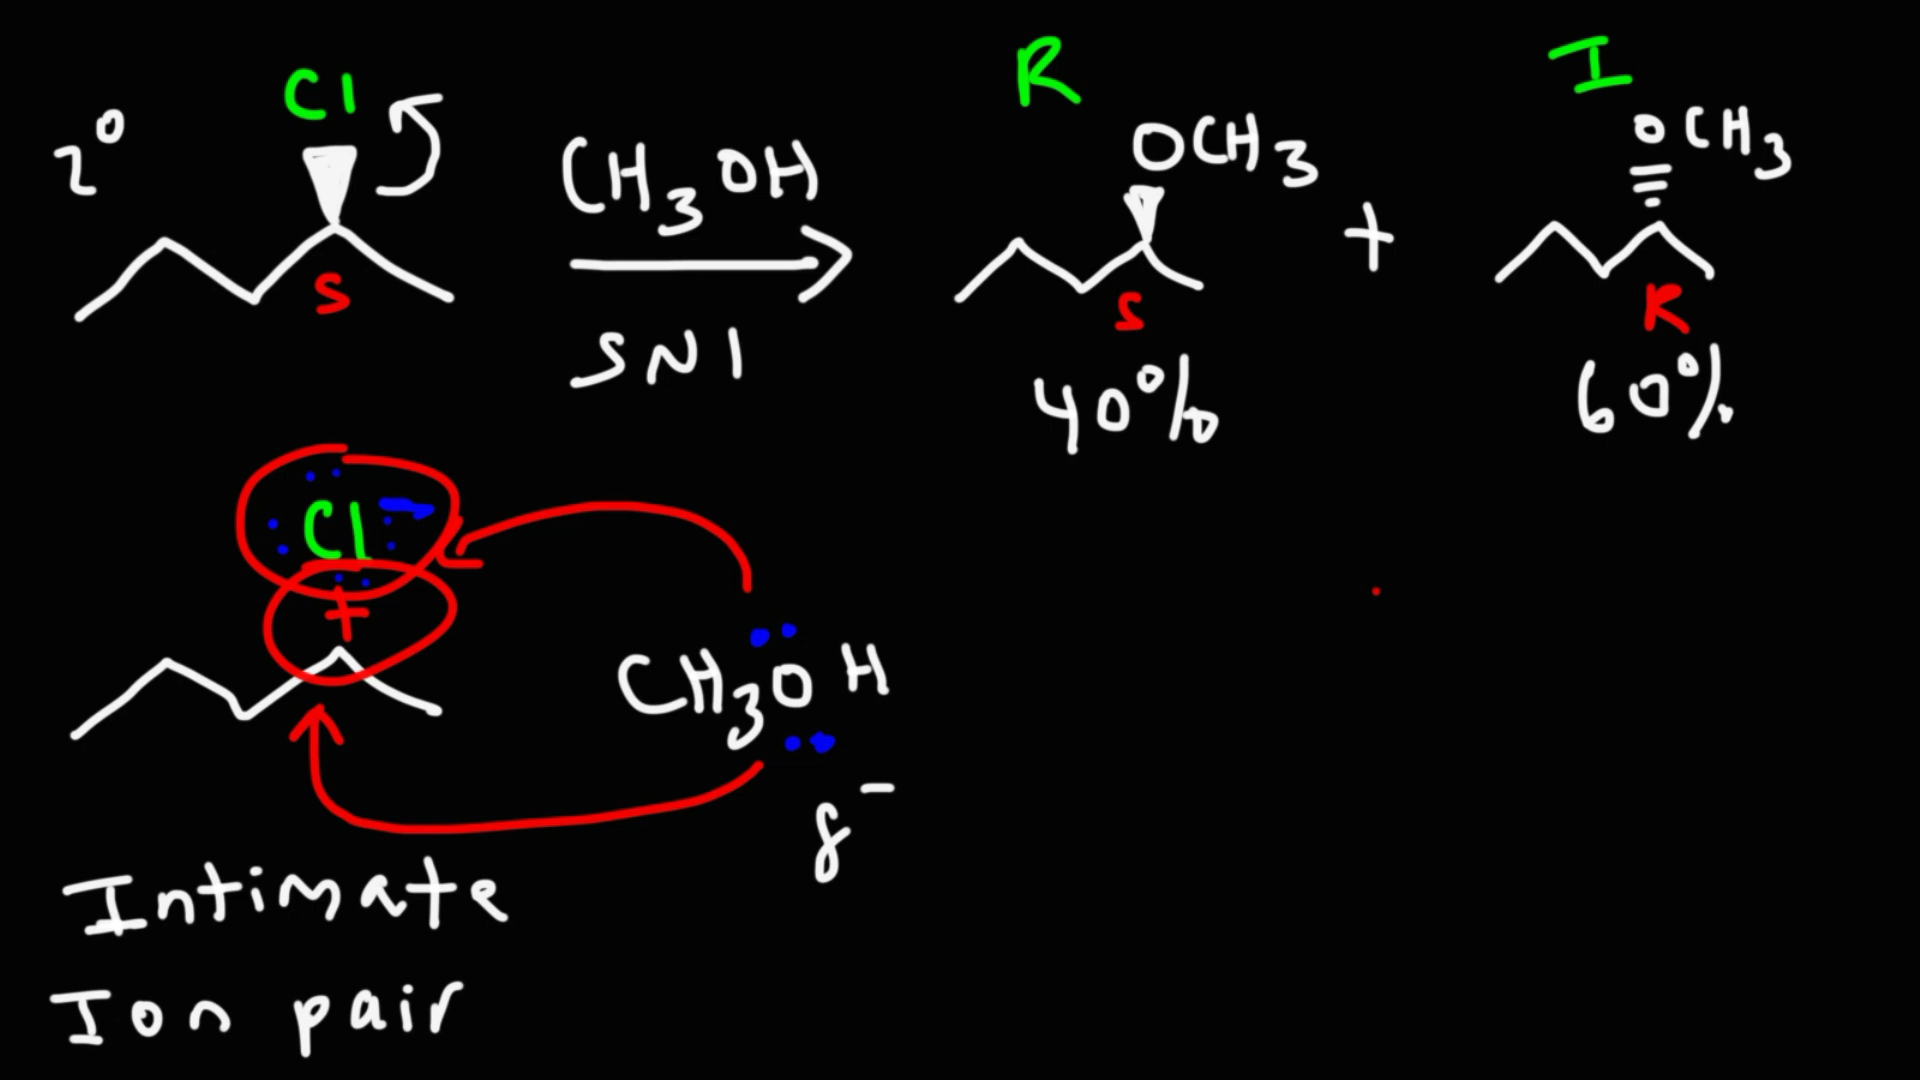 R I
2° Cl CH3OH OCH3 + OCH3
S S R
SN1 40% 60%
Cl −
+
CH3OH
δ−
Intimate
Ion pair